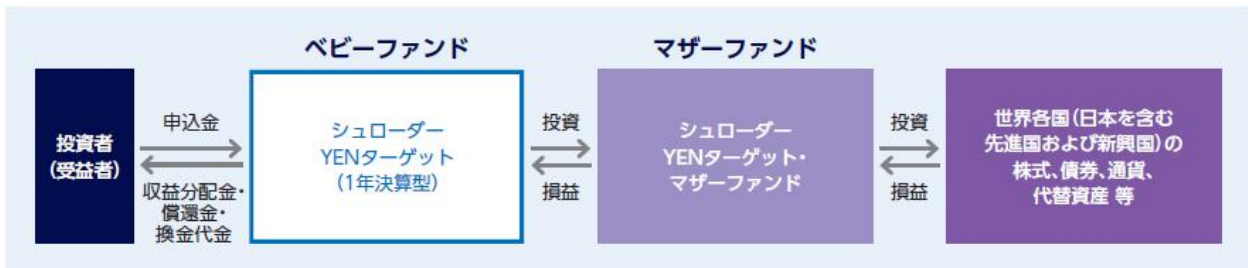 ベビーファンド
マザーファンド
投資者
(受益者)
申込金
収益分配金・
償還金・
換金代金
シュローダー
YENターゲット
(1年決算型)
投資
損益
シュローダー
YENターゲット・
マザーファンド
投資
損益
世界各国(日本を含む
先進国および新興国)の
株式、債券、通貨、
代替資産 等